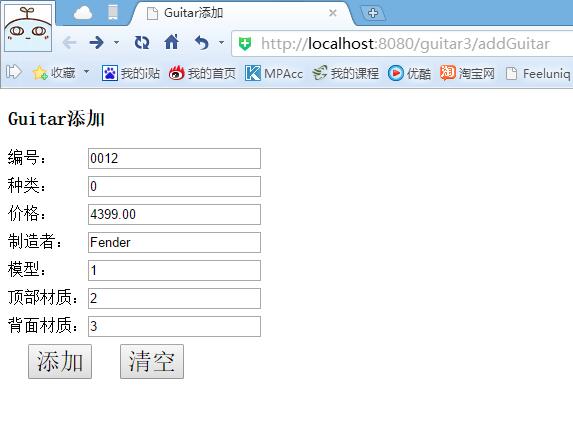 Guitar添加
http://localhost:8080/guitar3/addGuitar
收藏 我的i贴 我的首页 MPAcc 我的课程 优酷 淘宝网 Feeluniq
Guitar添加
编号: 0012
种类: 0
价格: 4399.00
制造者: Fender
模型: 1
顶部材质: 2
背面材质: 3
添加 清空